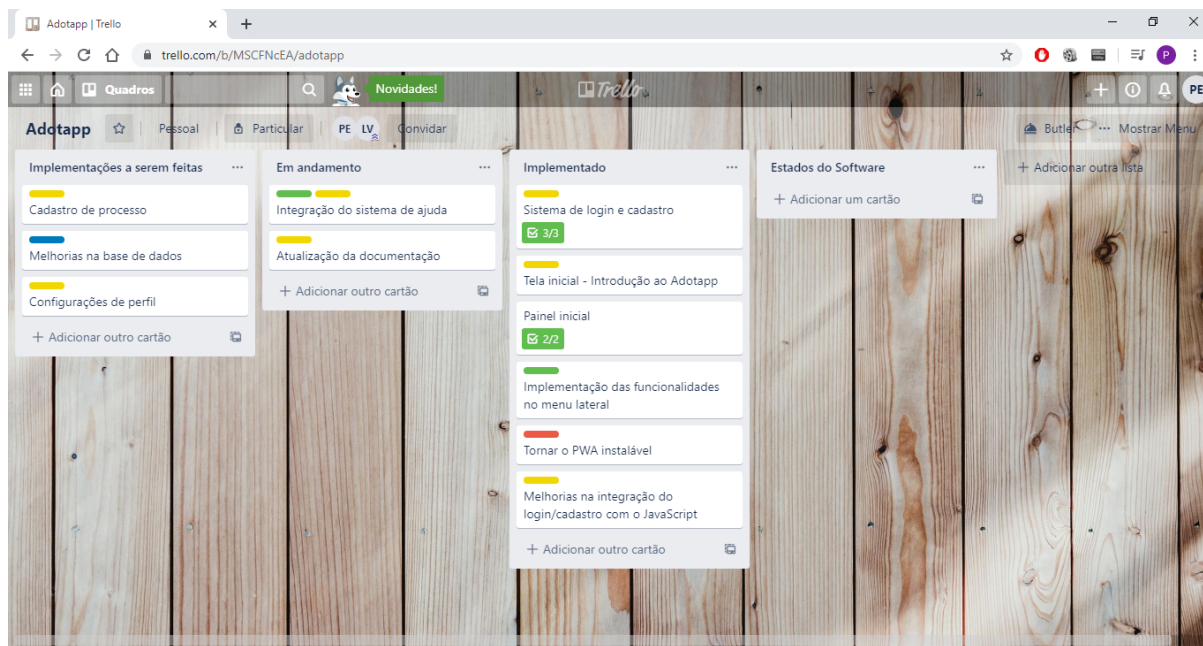 Adotapp | Trello
trello.com/b/MSCFNcEA/adotapp
P
Quadros
Novidades!
Trello
PE
Adotapp
Pessoal
Particular
PE LV
Convidar
Butler
Mostrar Menu
Implementações a serem feitas
Cadastro de processo
Melhorias na base de dados
Configurações de perfil
+ Adicionar outro cartão
Em andamento
Integração do sistema de ajuda
Atualização da documentação
+ Adicionar outro cartão
Implementado
Sistema de login e cadastro
3/3
Tela inicial - Introdução ao Adotapp
Painel inicial
2/2
Implementação das funcionalidades
no menu lateral
Tornar o PWA instalável
Melhorias na integração do
login/cadastro com o JavaScript
+ Adicionar outro cartão
Estados do Software
+ Adicionar um cartão
+ Adicionar outra lista